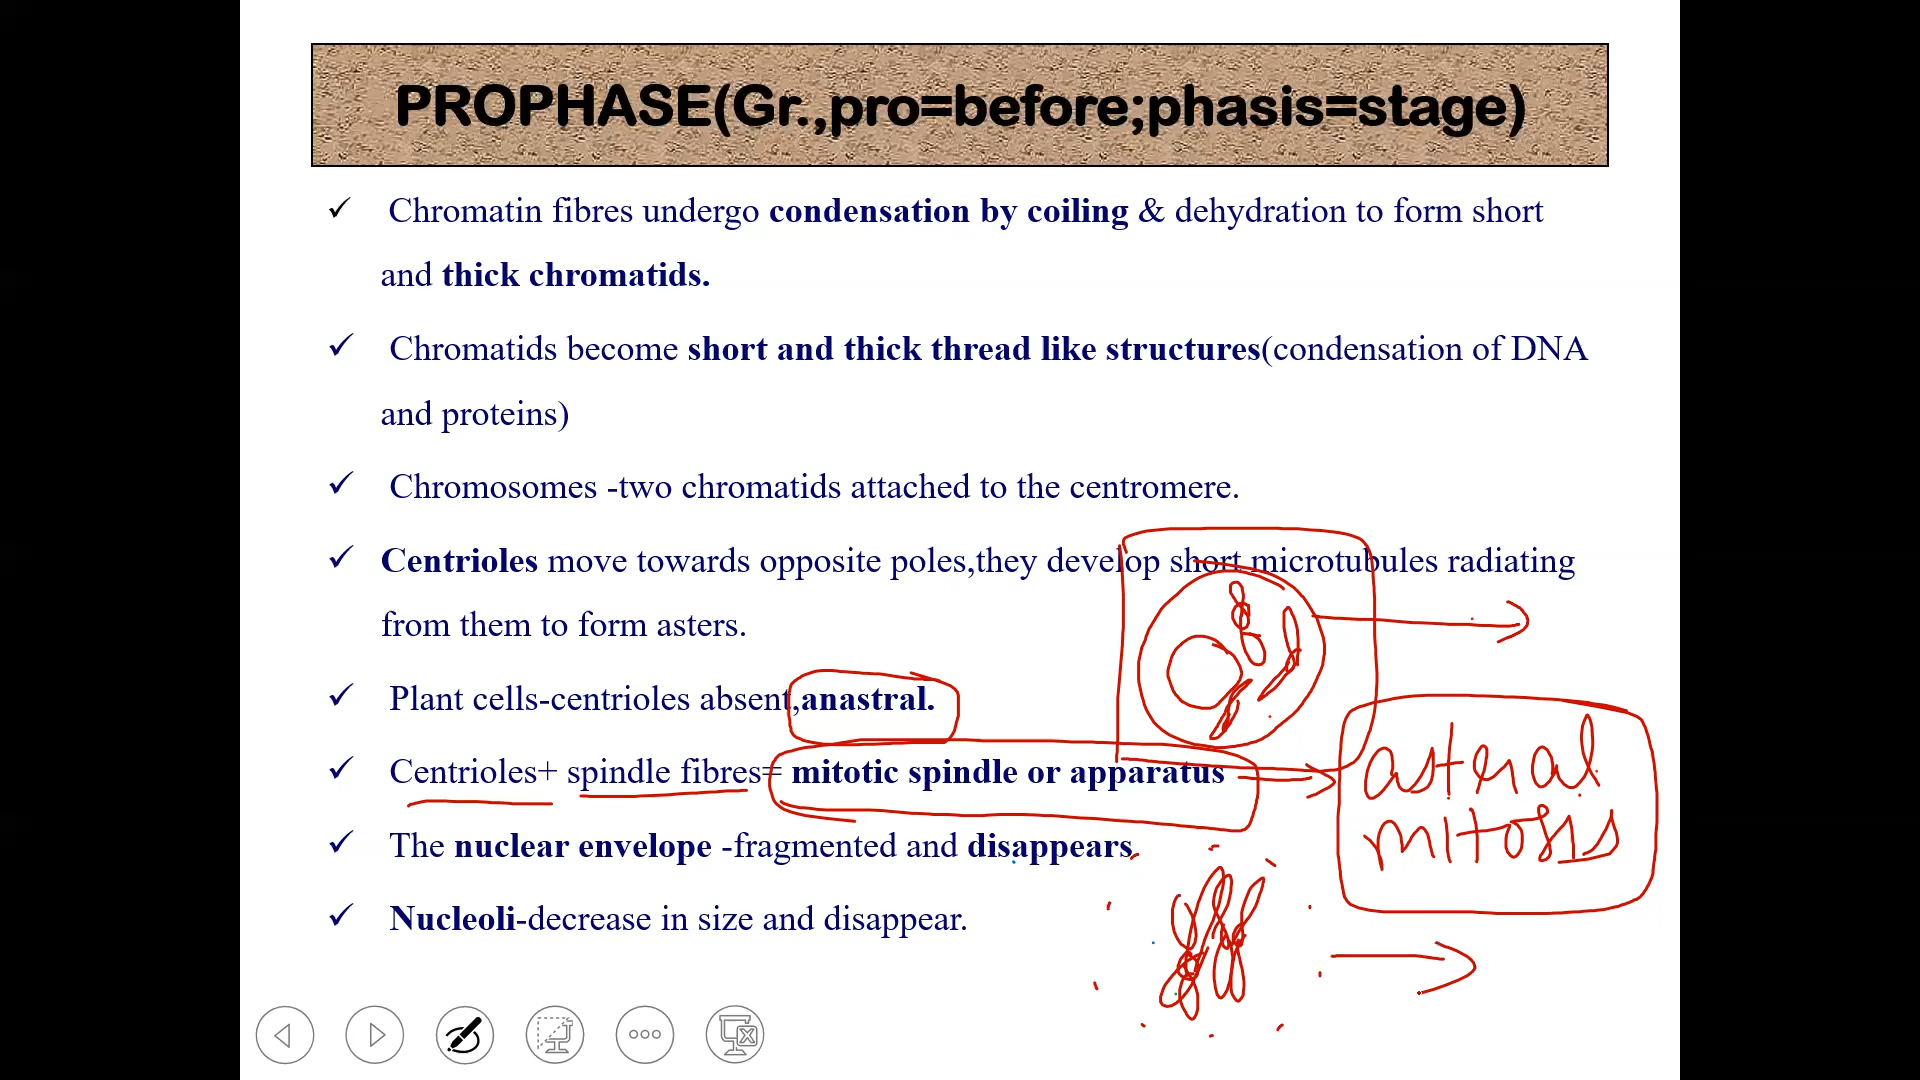 PROPHASE(Gr.,pro=before;phasis=stage)
✓ Chromatin fibres undergo condensation by coiling & dehydration to form short
and thick chromatids.
✓ Chromatids become short and thick thread like structures(condensation of DNA
and proteins)
✓ Chromosomes -two chromatids attached to the centromere.
✓ Centrioles move towards opposite poles,they develop short microtubules radiating
from them to form asters.
✓ Plant cells-centrioles absent,anastral.
✓ Centrioles+ spindle fibres= mitotic spindle or apparatus
asteral
mitosis
✓ The nuclear envelope -fragmented and disappears.
✓ Nucleoli-decrease in size and disappear.